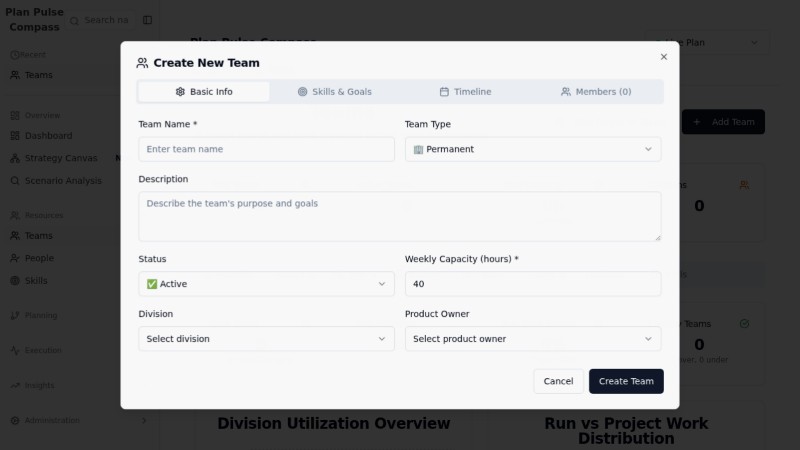 Plan Pulse
Compass
Search na
Recent
Teams
Overview
Dashboard
Strategy Canvas
Scenario Analysis
Resources
Teams
People
Skills
Planning
Execution
Insights
Administration
Plan Pulse Compass
Plan
Add Team
0
Teams
0
0 under
Division Utilization Overview
Run vs Project Work
Distribution
Create New Team
Basic Info
Skills & Goals
Timeline
Members (0)
Team Name *
Team Type
Enter team name
🏢 Permanent
Description
Describe the team's purpose and goals
Status
Weekly Capacity (hours) *
✅ Active
40
Division
Product Owner
Select division
Select product owner
Cancel
Create Team